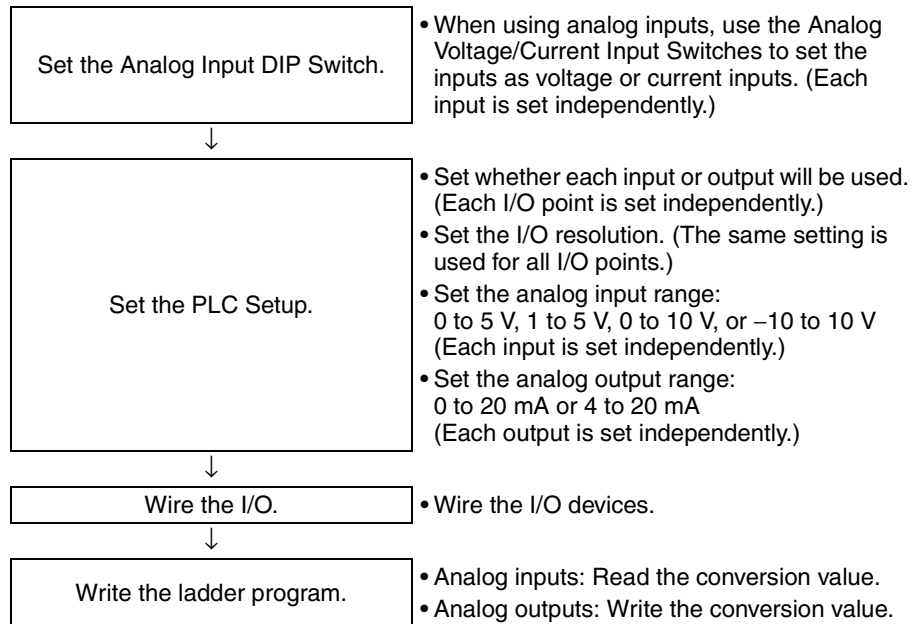 Set the Analog Input DIP Switch.
• When using analog inputs, use the Analog
Voltage/Current Input Switches to set the
inputs as voltage or current inputs. (Each
input is set independently.)
↓
Set the PLC Setup.
• Set whether each input or output will be used.
(Each I/O point is set independently.)
• Set the I/O resolution. (The same setting is
used for all I/O points.)
• Set the analog input range:
0 to 5 V, 1 to 5 V, 0 to 10 V, or −10 to 10 V
(Each input is set independently.)
• Set the analog output range:
0 to 20 mA or 4 to 20 mA
(Each output is set independently.)
↓
Wire the I/O.
• Wire the I/O devices.
↓
Write the ladder program.
• Analog inputs: Read the conversion value.
• Analog outputs: Write the conversion value.